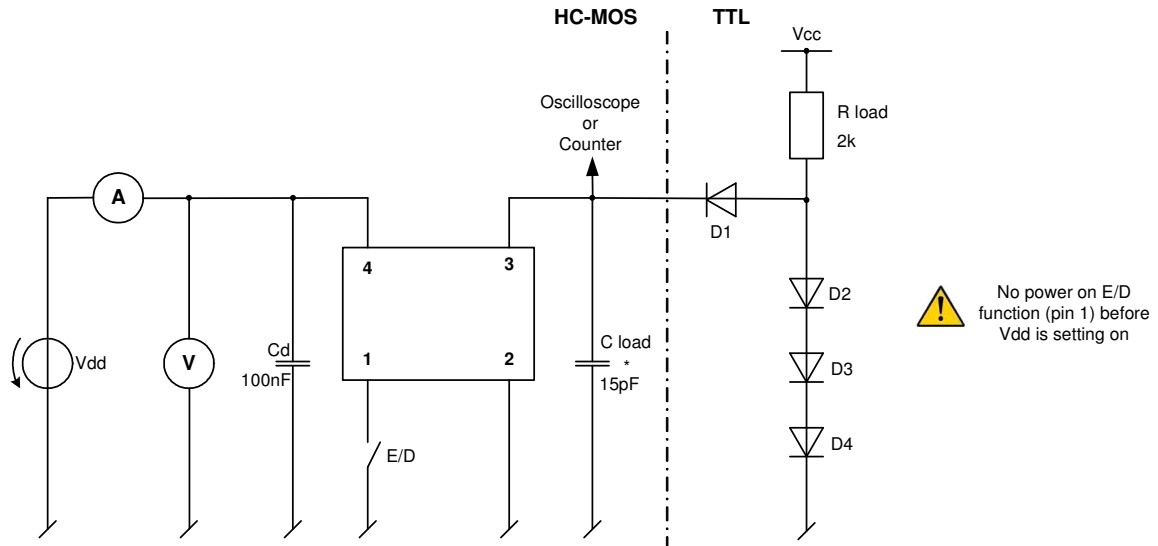 HC-MOS
TTL
Vcc
Oscilloscope
or
Counter
R load
2k
A
D1
4
3
D2
No power on E/D
function (pin 1) before
Vdd is setting on
Vdd
V
Cd
100nF
1
2
C load
*
15pF
D3
E/D
D4